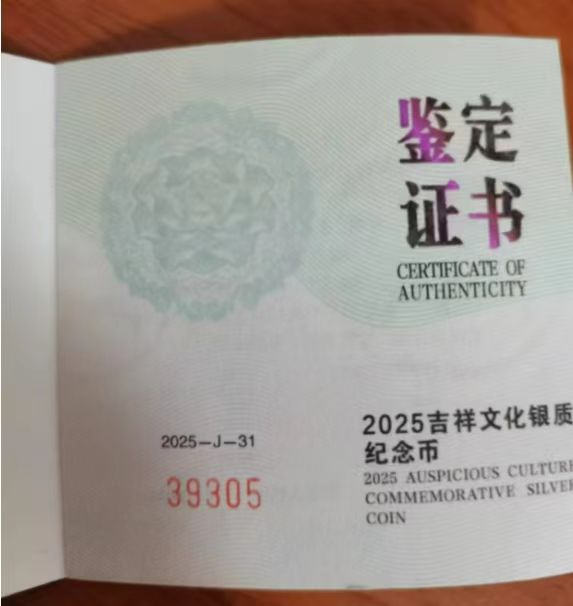 鉴定
证书
CERTIFICATE OF
AUTHENTICITY
2025吉祥文化银质
纪念币
2025 AUSPICIOUS CULTURE
COMMEMORATIVE SILVER
COIN
2025-J-31
39305